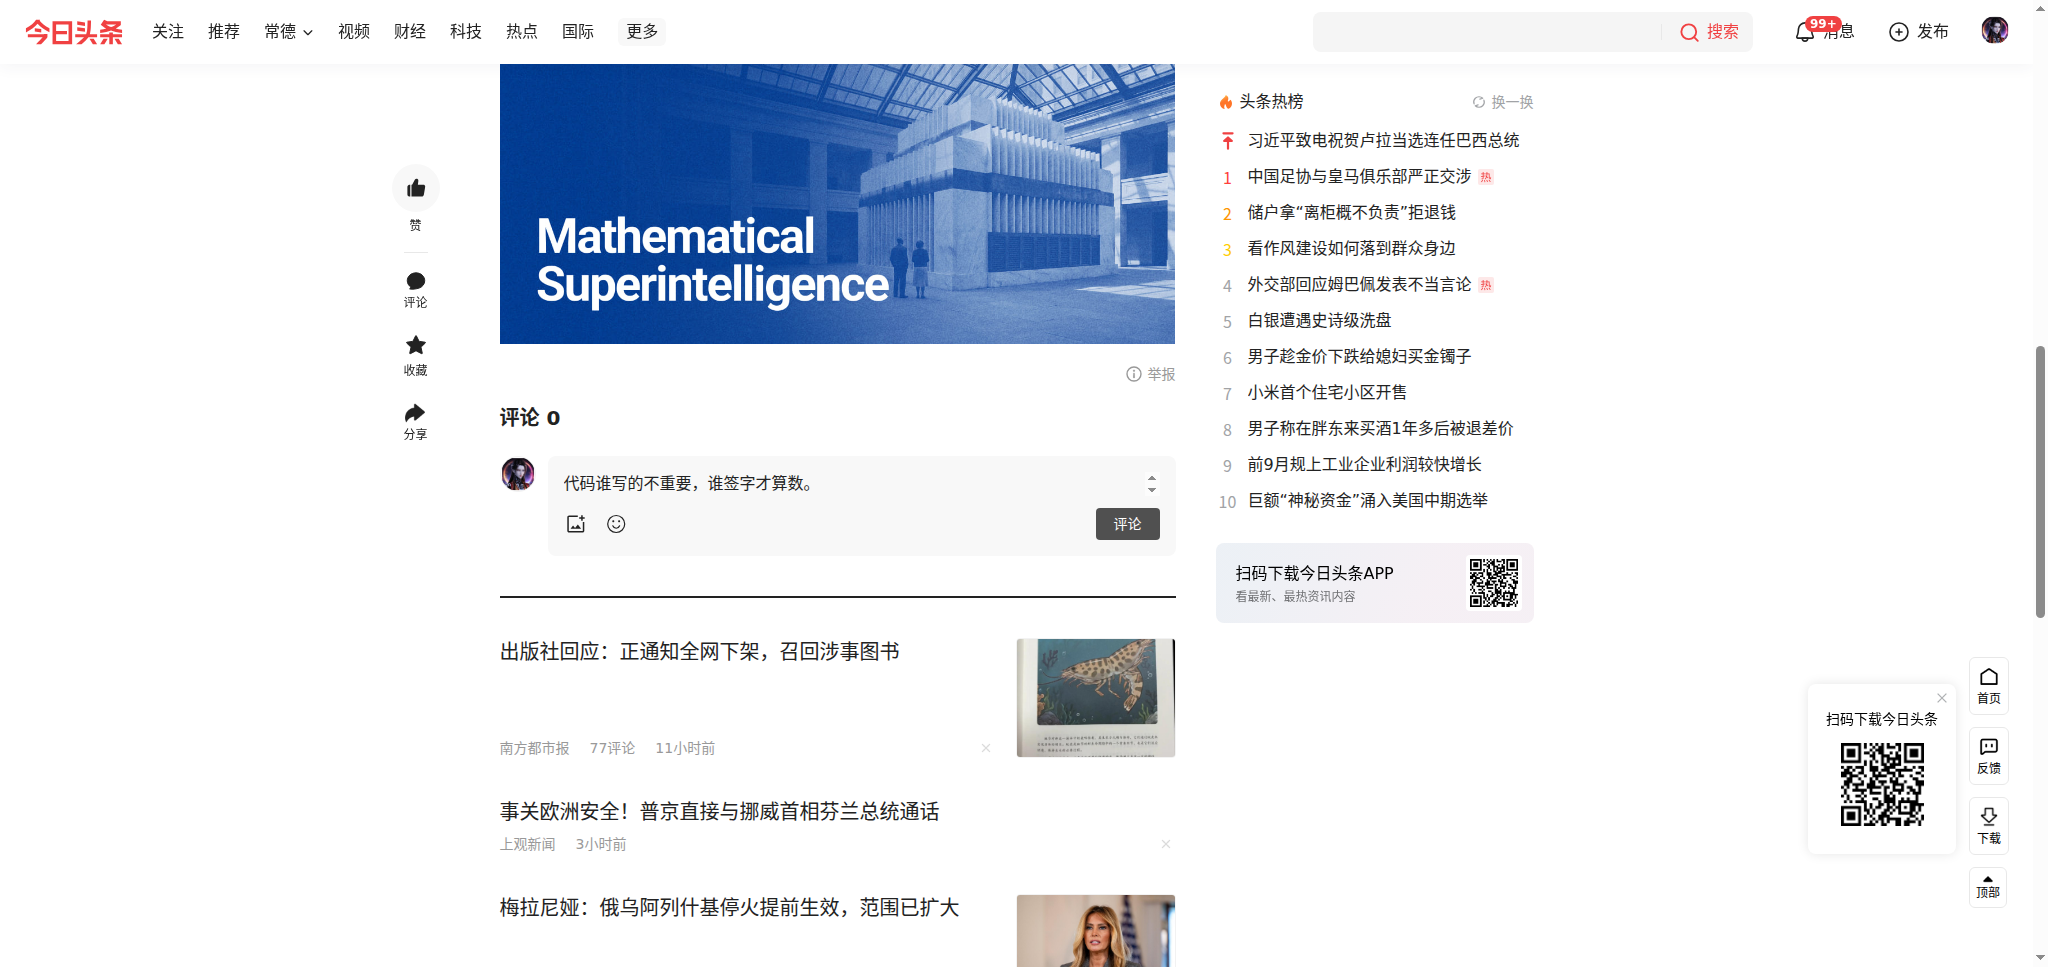 今日头条
关注 推荐 常德 视频 财经 科技 热点 国际 更多
搜索
99+
消息
发布
Mathematical
Superintelligence
赞
评论
收藏
分享
举报
评论 0
代码谁写的不重要，谁签字才算数。
评论
出版社回应：正通知全网下架，召回涉事图书
南方都市报 77评论 11小时前
事关欧洲安全！普京直接与挪威首相芬兰总统通话
上观新闻 3小时前
梅拉尼娅：俄乌阿列什基停火提前生效，范围已扩大
头条热榜 换一换
习近平致电祝贺卢拉当选连任巴西总统
1 中国足协与皇马俱乐部严正交涉 热
2 储户拿“离柜概不负责”拒退钱
3 看作风建设如何落到群众身边
4 外交部回应姆巴佩发表不当言论 热
5 白银遭遇史诗级洗盘
6 男子趁金价下跌给媳妇买金镯子
7 小米首个住宅小区开售
8 男子称在胖东来买酒1年多后被退差价
9 前9月规上工业企业利润较快增长
10 巨额“神秘资金”涌入美国中期选举
扫码下载今日头条APP
看最新、最热资讯内容
扫码下载今日头条
首页
反馈
下载
顶部